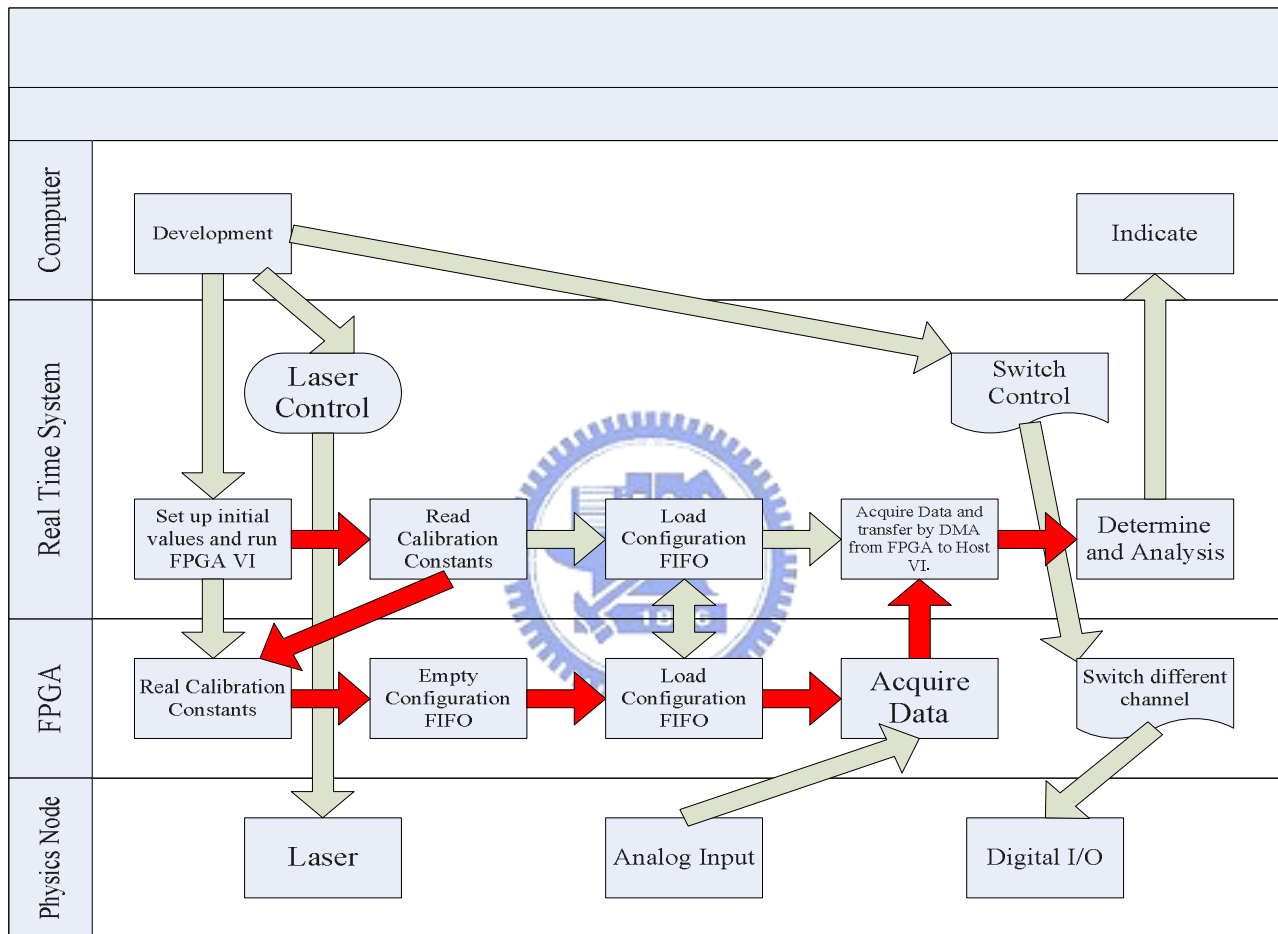 Computer
Development
Indicate
Real Time System
Laser
Control
Switch
Control
Set up initial
values and run
FPGA VI
Read
Calibration
Constants
Load
Configuration
FIFO
Acquire Data and
transfer by DMA
from FPGA to Host
VI.
Determine
and Analysis
FPGA
Real Calibration
Constants
Empty
Configuration
FIFO
Load
Configuration
FIFO
Acquire
Data
Switch different
channel
Physics Node
Laser
Analog Input
Digital I/O